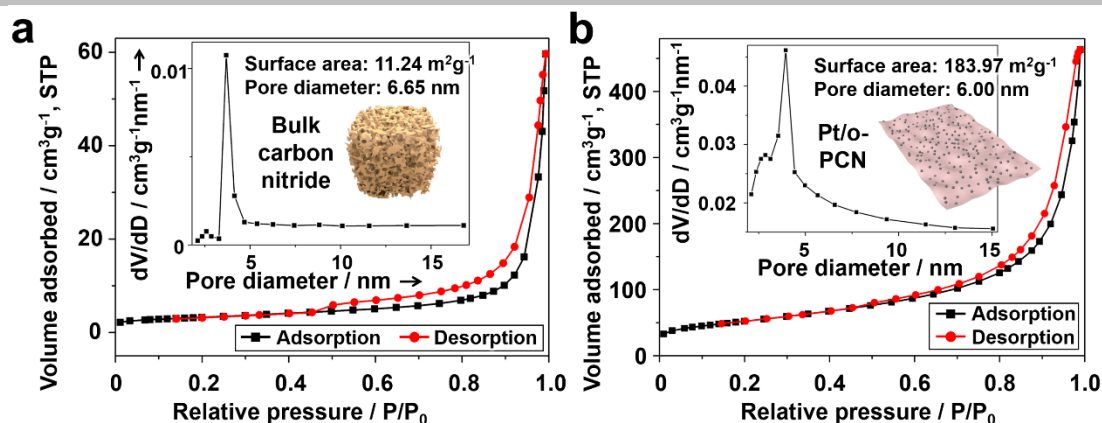 a
Volume adsorbed / cm³g⁻¹, STP
60
40
20
0
0.0
0.2
0.4
0.6
0.8
1.0
Relative pressure / P/P₀
Adsorption
Desorption
dV/dD / cm³g⁻¹nm⁻¹ →
0.01
0
5
10
15
Pore diameter / nm →
Surface area: 11.24 m²g⁻¹
Pore diameter: 6.65 nm
Bulk
carbon
nitride
b
Volume adsorbed / cm³g⁻¹, STP
400
300
200
100
0
0.0
0.2
0.4
0.6
0.8
1.0
Relative pressure / P/P₀
Adsorption
Desorption
dV/dD / cm³g⁻¹nm⁻¹
0.04
0.03
0.02
5
10
15
Pore diameter / nm
Surface area: 183.97 m²g⁻¹
Pore diameter: 6.00 nm
Pt/o-
PCN